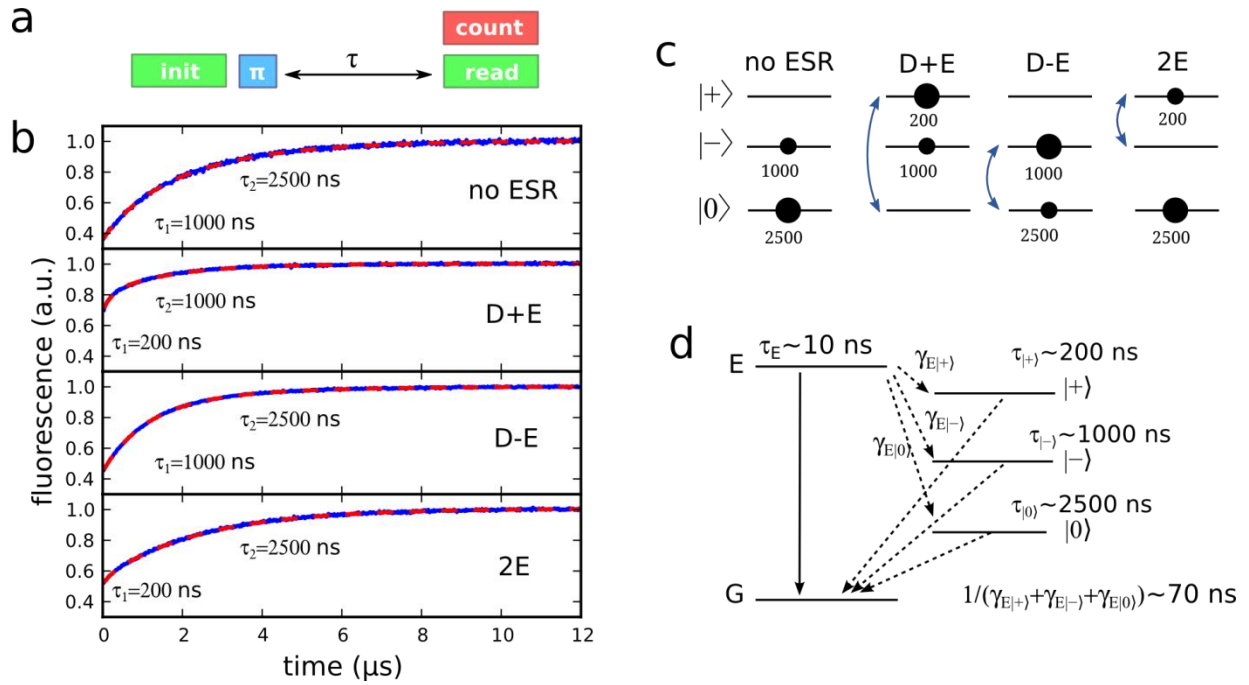 a
init
π
τ
count
read
b
fluorescence (a.u.)
1.0
0.8
0.6
0.4
τ₁=1000 ns
τ₂=2500 ns
no ESR
1.0
0.8
0.6
0.4
τ₁=200 ns
τ₂=1000 ns
D+E
1.0
0.8
0.6
0.4
τ₁=1000 ns
τ₂=2500 ns
D-E
1.0
0.8
0.6
0.4
τ₁=200 ns
τ₂=2500 ns
2E
0 2 4 6 8 10 12
time (μs)
c
no ESR D+E D-E 2E
|+⟩
200 200
|−⟩
1000 1000 1000
|0⟩
2500 2500 2500
d
E τE~10 ns
γE|+⟩
γE|−⟩
γE|0⟩
τ|+⟩~200 ns
|+⟩
τ|−⟩~1000 ns
|−⟩
τ|0⟩~2500 ns
|0⟩
G
1/(γE|+⟩+γE|−⟩+γE|0⟩)~70 ns